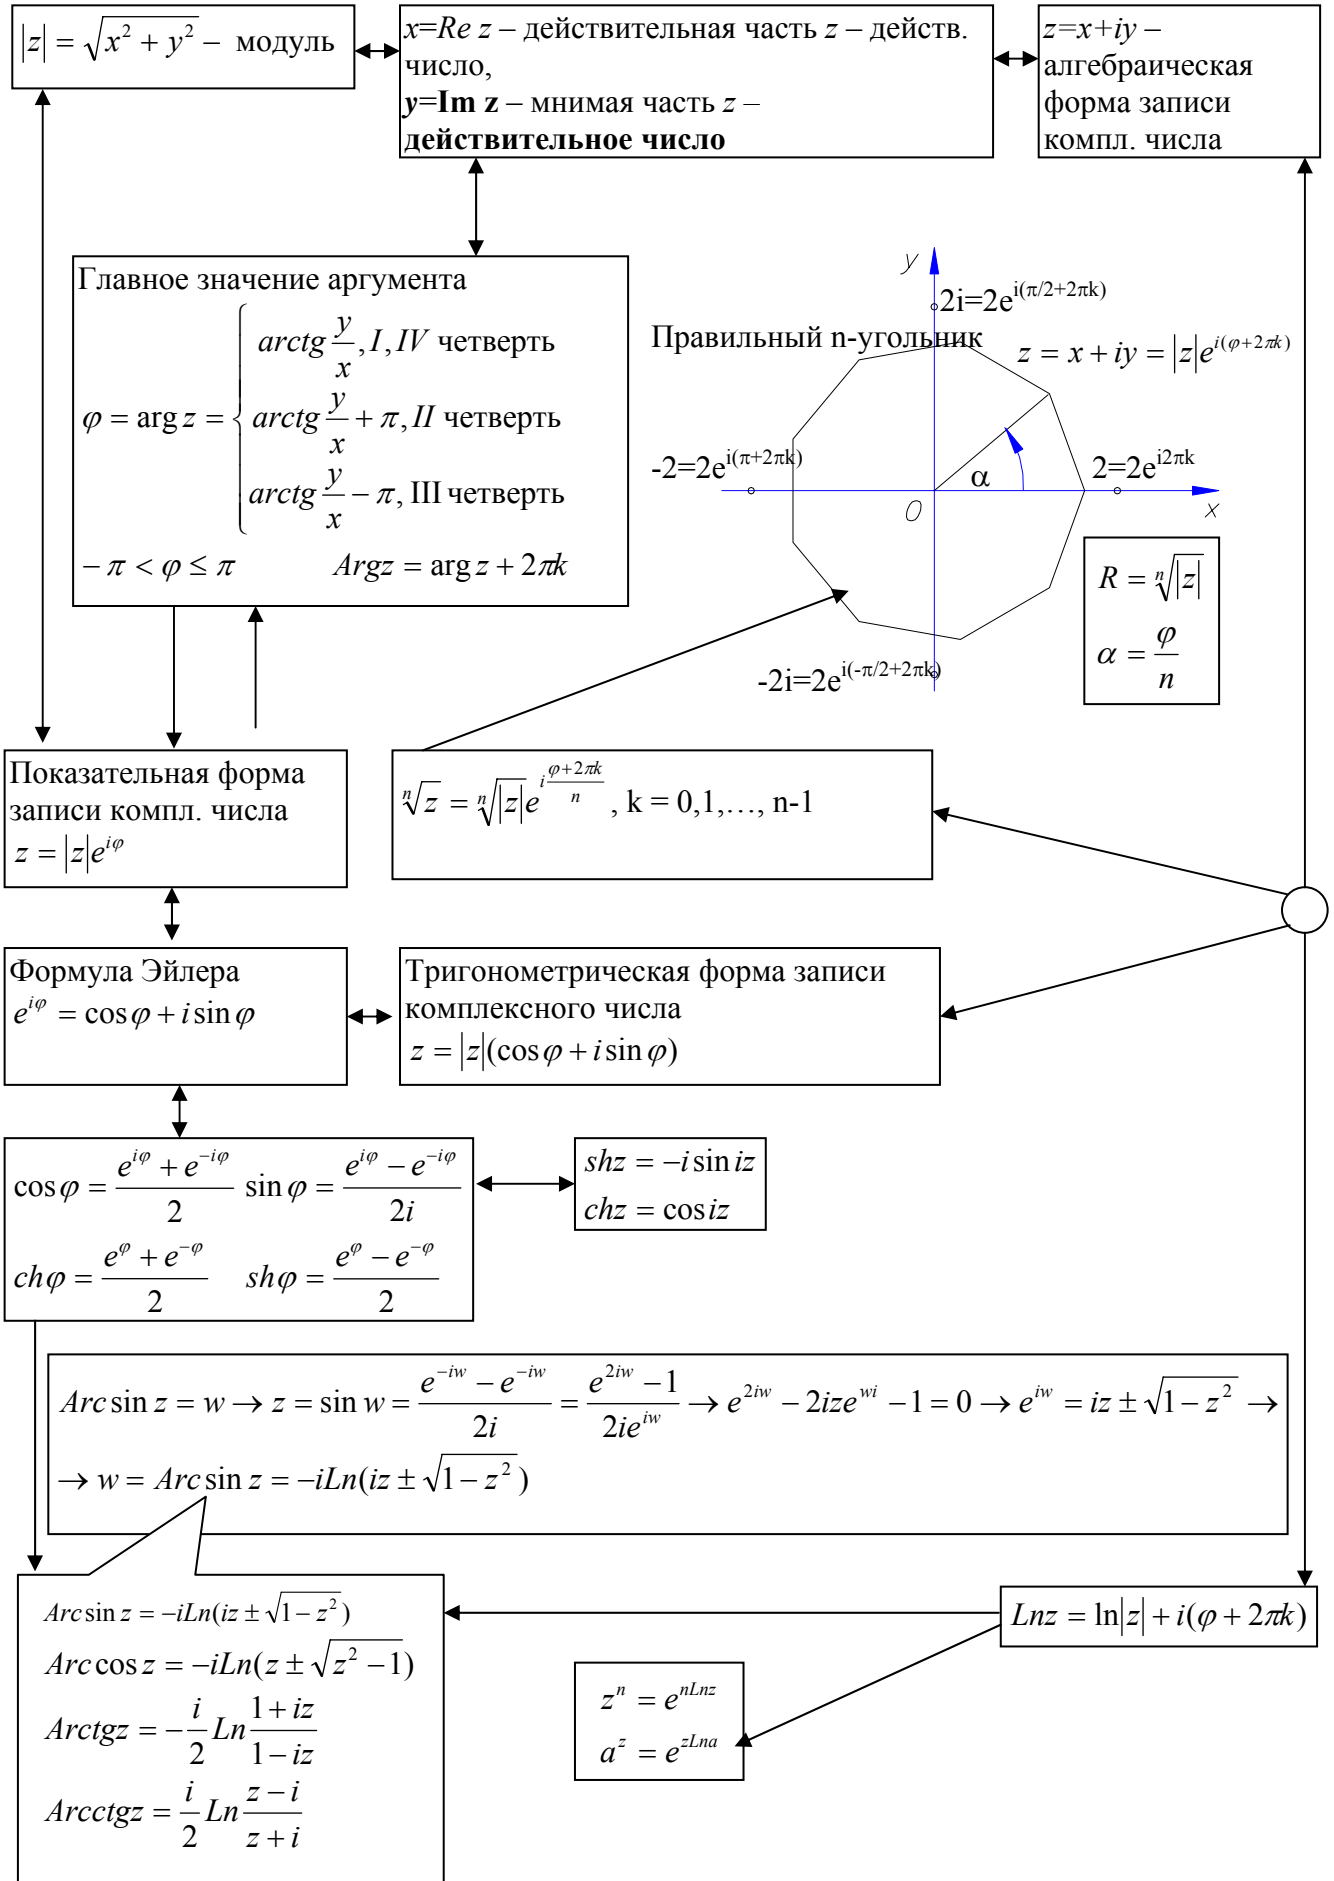 |z| = √(x² + y²) – модуль
x=Re z – действительная часть z – действ.
число,
y=Im z – мнимая часть z –
действительное число
z=x+iy –
алгебраическая
форма записи
компл. числа
Главное значение аргумента
φ = arg z = { arctg y/x, I, IV четверть
arctg y/x + π, II четверть
arctg y/x − π, III четверть
− π < φ ≤ π Argz = arg z + 2πk
y
2i=2e^{i(π/2+2πk)}
Правильный n-угольник
z = x + iy = |z|e^{i(φ+2πk)}
-2=2e^{i(π+2πk)}
α
2=2e^{i2πk}
O
x
-2i=2e^{i(-π/2+2πk)}
R = ⁿ√|z|
α = φ/n
Показательная форма
записи компл. числа
z = |z|e^{iφ}
ⁿ√z = ⁿ√|z| e^{i(φ+2πk)/n} , k = 0,1,…, n-1
Формула Эйлера
e^{iφ} = cos φ + i sin φ
Тригонометрическая форма записи
комплексного числа
z = |z|(cos φ + i sin φ)
cos φ = (e^{iφ} + e^{−iφ})/2 sin φ = (e^{iφ} − e^{−iφ})/2i
chφ = (e^{φ} + e^{−φ})/2 shφ = (e^{φ} − e^{−φ})/2
shz = −i sin iz
chz = cos iz
Arc sin z = w → z = sin w = (e^{−iw} − e^{−iw})/2i = (e^{2iw} − 1)/(2ie^{iw}) → e^{2iw} − 2ize^{wi} − 1 = 0 → e^{iw} = iz ± √(1 − z²) →
→ w = Arc sin z = −iLn(iz ± √(1 − z²))
Arc sin z = −iLn(iz ± √(1 − z²))
Arc cos z = −iLn(z ± √(z² − 1))
Arctgz = −(i/2) Ln (1 + iz)/(1 − iz)
Arcctgz = (i/2) Ln (z − i)/(z + i)
Lnz = ln|z| + i(φ + 2πk)
zⁿ = e^{nLnz}
a^z = e^{zLna}